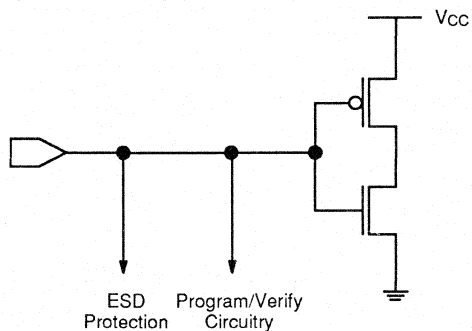 VCC
ESD
Protection
Program/Verify
Circuitry